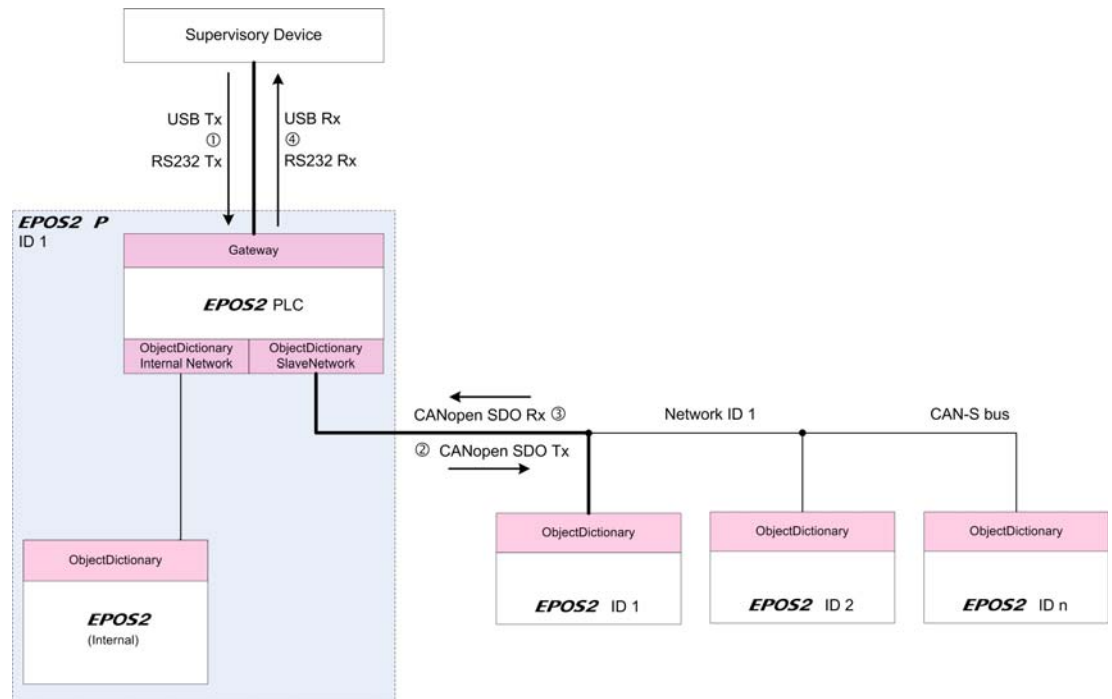 Supervisory Device
USB Tx
①
RS232 Tx
USB Rx
④
RS232 Rx
EPOS2 P
ID 1
Gateway
EPOS2 PLC
ObjectDictionary
Internal Network
ObjectDictionary
SlaveNetwork
CANopen SDO Rx ③
Network ID 1
CAN-S bus
② CANopen SDO Tx
ObjectDictionary
EPOS2 ID 1
ObjectDictionary
EPOS2 ID 2
ObjectDictionary
EPOS2 ID n
ObjectDictionary
EPOS2
(Internal)